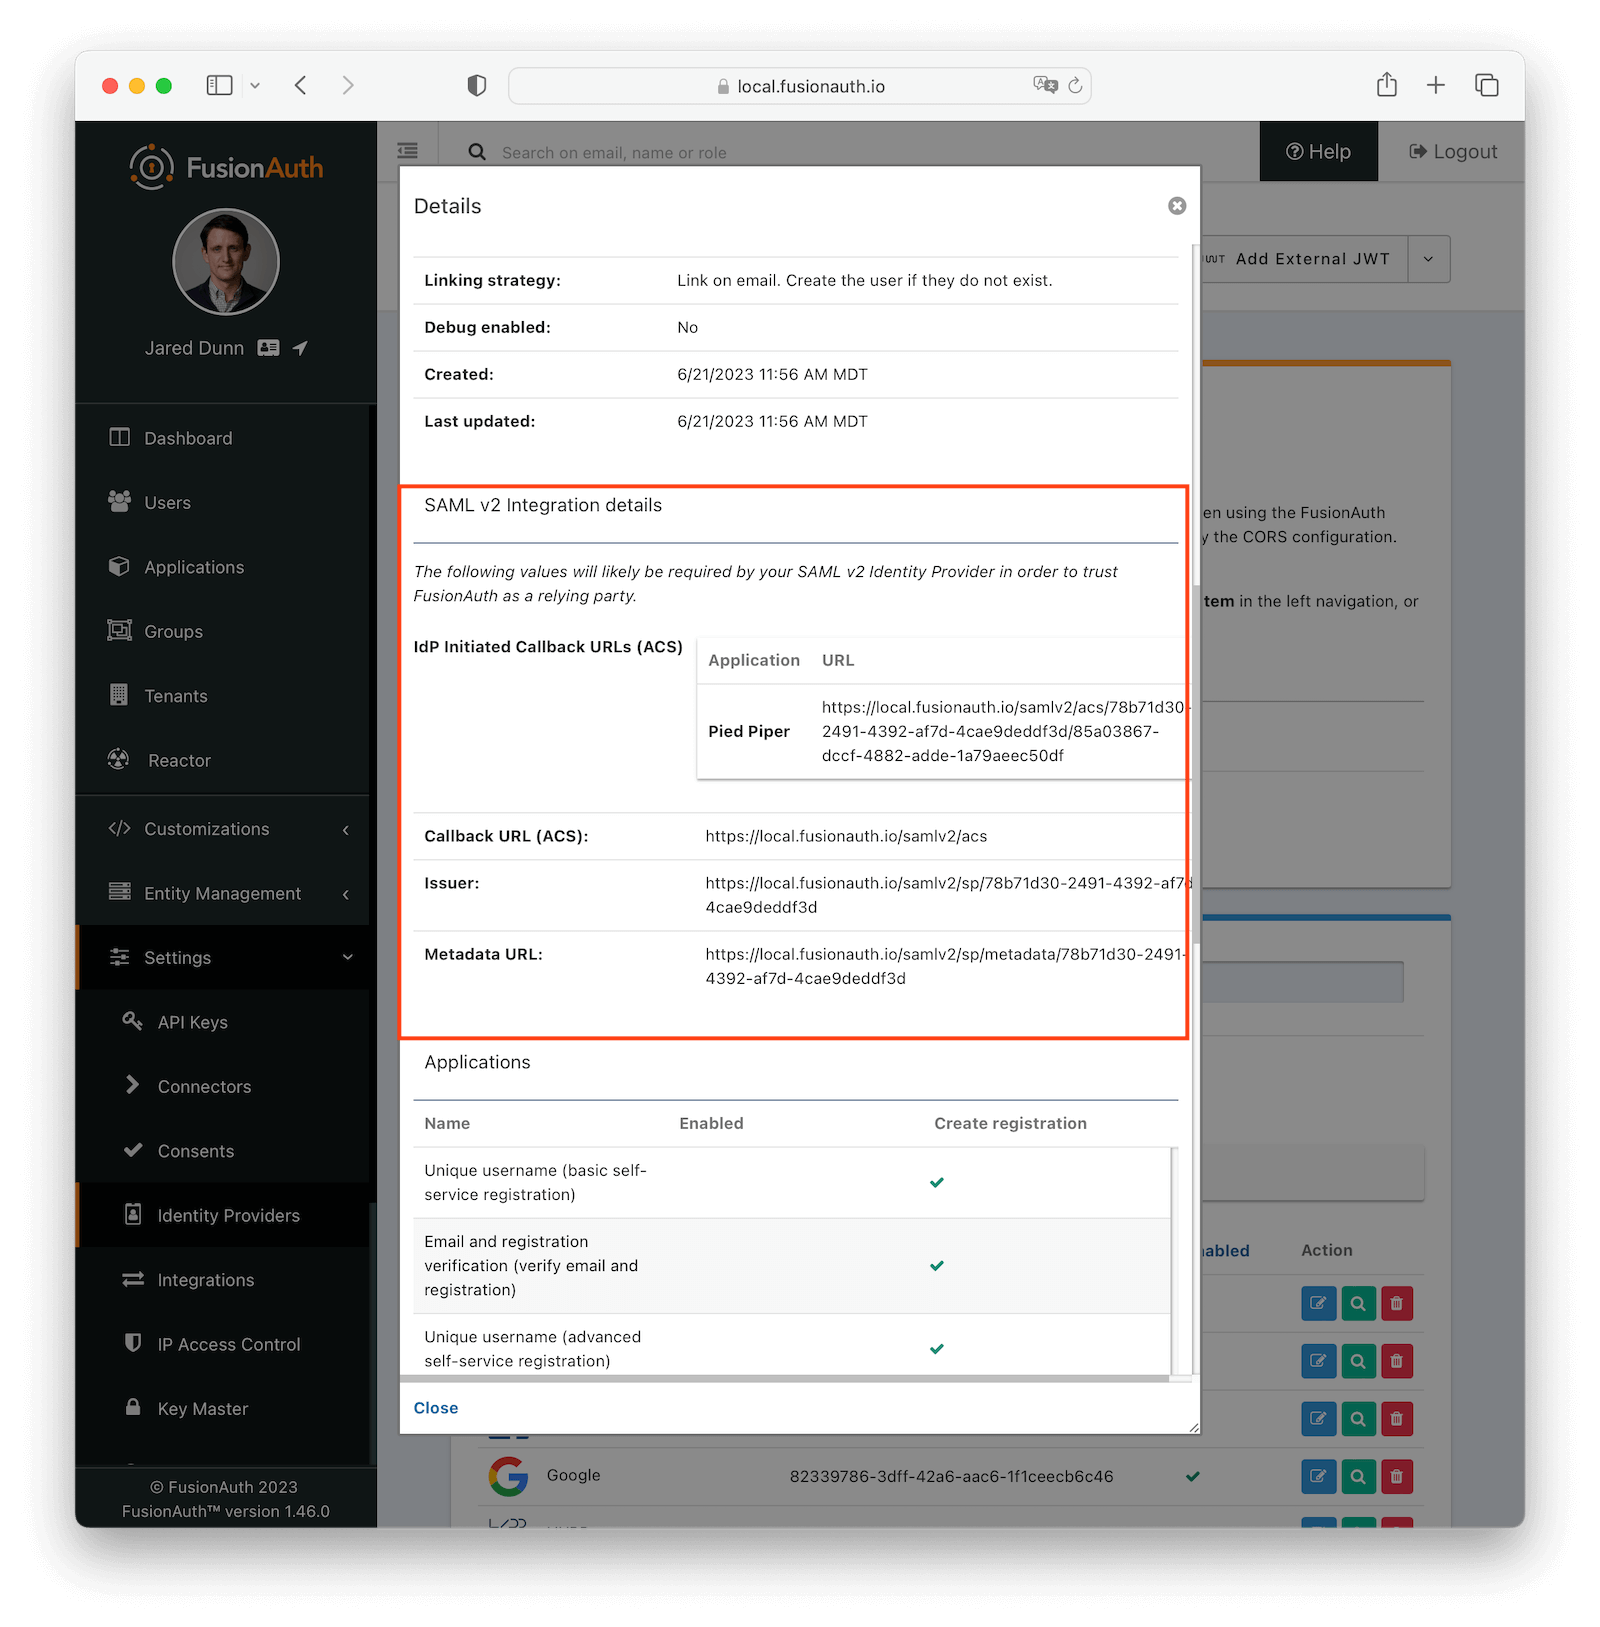 local.fusionauth.io
FusionAuth
Jared Dunn
Dashboard
Users
Applications
Groups
Tenants
Reactor
Customizations
Entity Management
Settings
API Keys
Connectors
Consents
Identity Providers
Integrations
IP Access Control
Key Master
© FusionAuth 2023
FusionAuth™ version 1.46.0
Search on email, name or role
Help
Logout
Add External JWT
en using the FusionAuth
y the CORS configuration.
tem in the left navigation, or
Details
Linking strategy: Link on email. Create the user if they do not exist.
Debug enabled: No
Created: 6/21/2023 11:56 AM MDT
Last updated: 6/21/2023 11:56 AM MDT
SAML v2 Integration details
The following values will likely be required by your SAML v2 Identity Provider in order to trust
FusionAuth as a relying party.
IdP Initiated Callback URLs (ACS)
Application URL
Pied Piper
https://local.fusionauth.io/samlv2/acs/78b71d30-
2491-4392-af7d-4cae9deddf3d/85a03867-
dccf-4882-adde-1a79aeec50df
Callback URL (ACS): https://local.fusionauth.io/samlv2/acs
Issuer: https://local.fusionauth.io/samlv2/sp/78b71d30-2491-4392-af7d
4cae9deddf3d
Metadata URL: https://local.fusionauth.io/samlv2/sp/metadata/78b71d30-2491-
4392-af7d-4cae9deddf3d
Applications
Name Enabled Create registration
Unique username (basic self-
service registration)
Email and registration
verification (verify email and
registration)
Unique username (advanced
self-service registration)
Close
abled Action
Google 82339786-3dff-42a6-aac6-1f1ceecb6c46